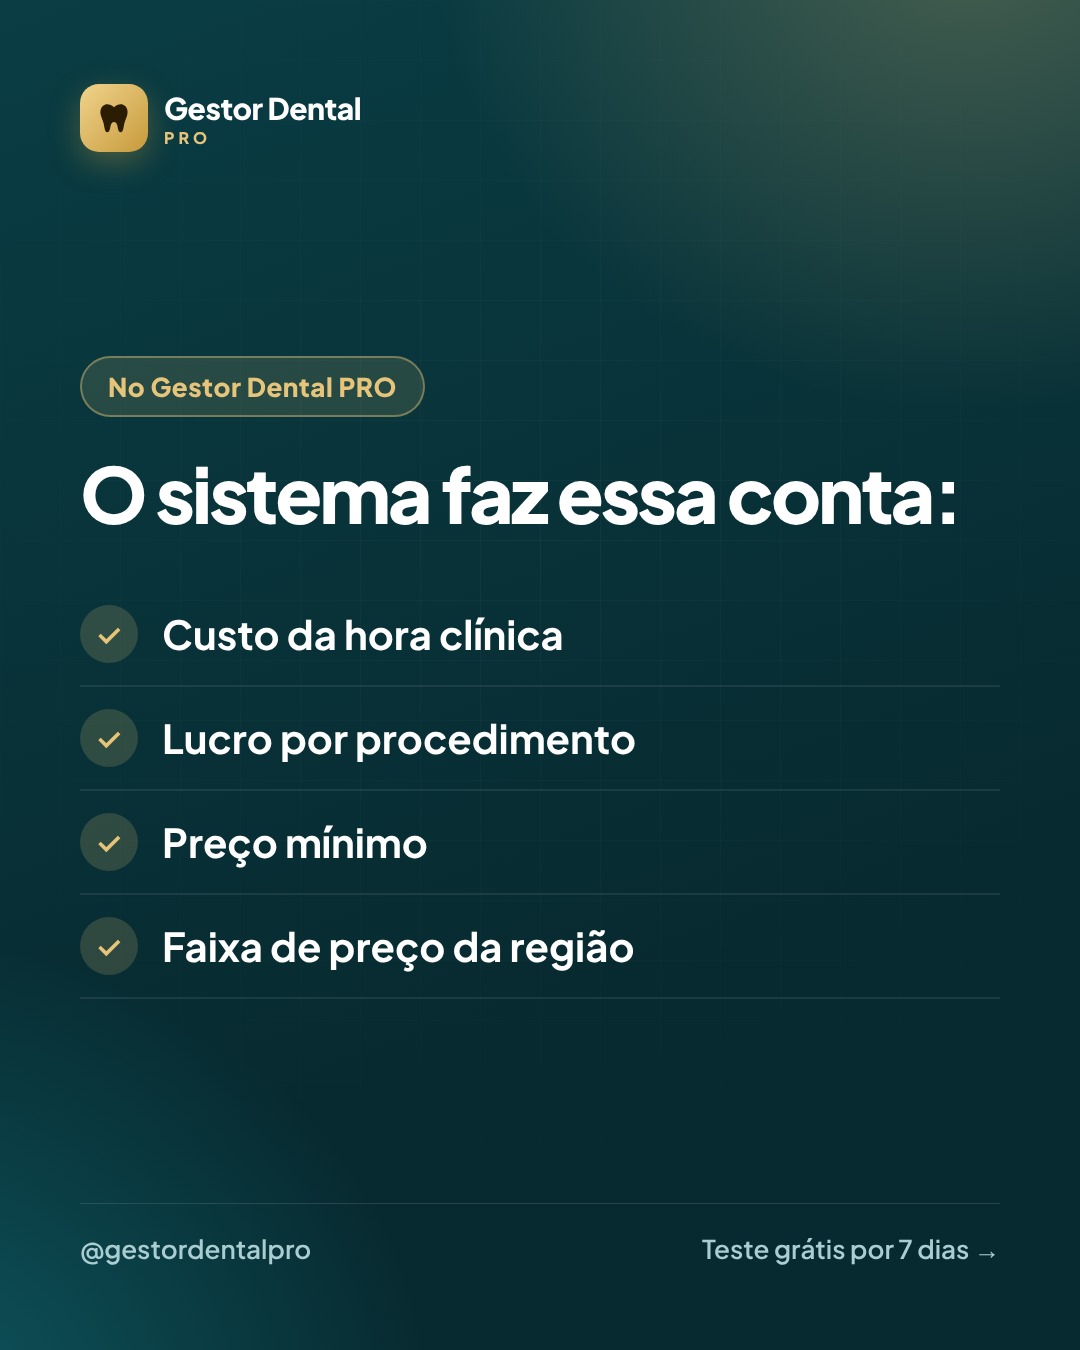 Gestor Dental
PRO
No Gestor Dental PRO
O sistema faz essa conta:
Custo da hora clínica
Lucro por procedimento
Preço mínimo
Faixa de preço da região
@gestordentalpro
Teste grátis por 7 dias →